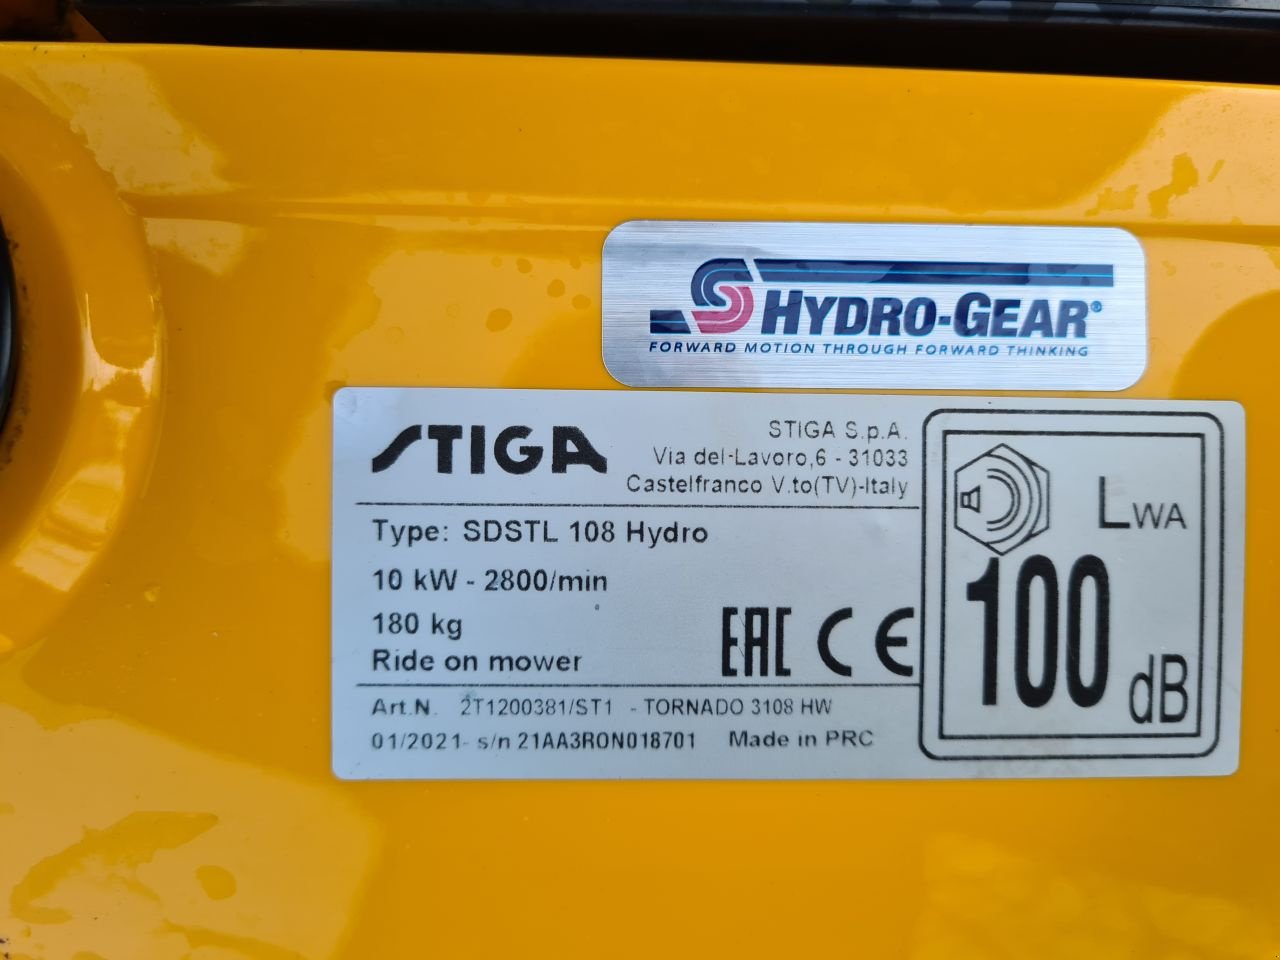 HYDRO-GEAR®
FORWARD MOTION THROUGH FORWARD THINKING
STIGA
STIGA S.p.A.
Via del-Lavoro,6 - 31033
Castelfranco V.to(TV)-Italy
Type: SDSTL 108 Hydro
10 kW - 2800/min
180 kg
Ride on mower
EAC CE
LWA
100
dB
Art.N. 2T1200381/ST1 - TORNADO 3108 HW
01/2021- s/n 21AA3RON018701 Made in PRC